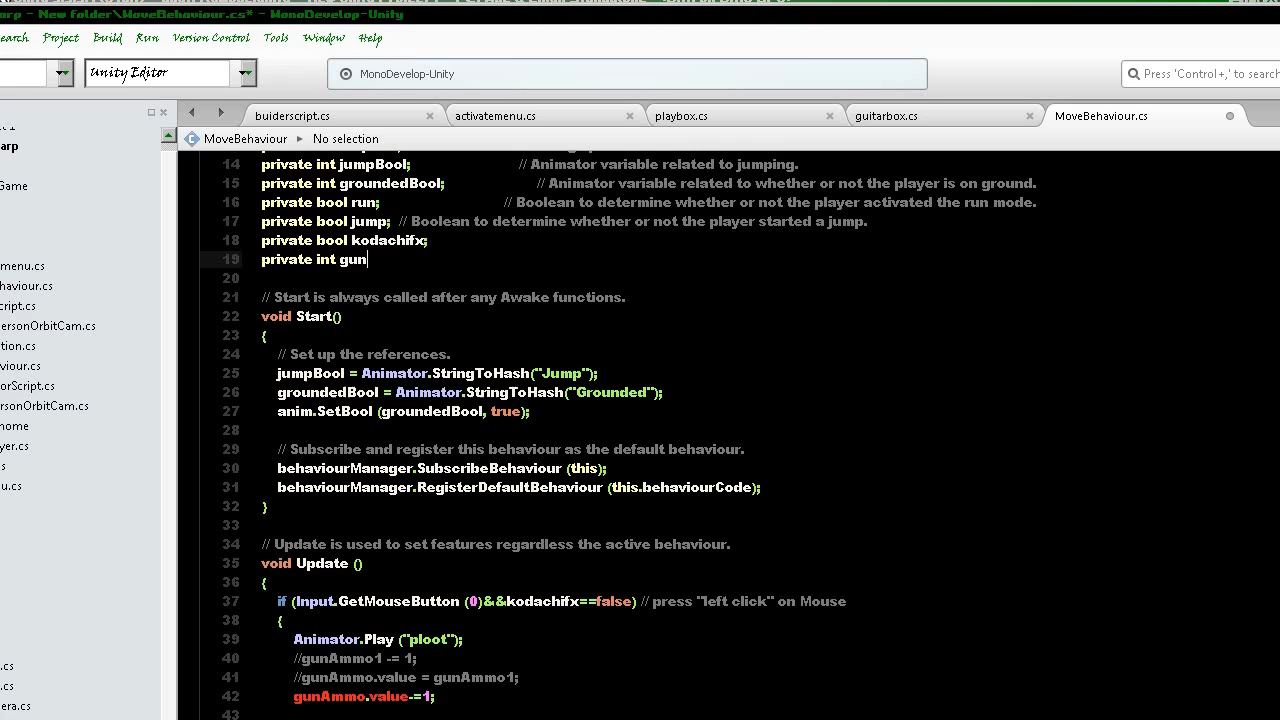 arp - New folder\MoveBehaviour.cs* - MonoDevelop-Unity
earch Project Build Run Version Control Tools Window Help
Unity Editor
MonoDevelop-Unity
Press 'Control+,' to search
buiderscript.cs
activatemenu.cs
playbox.cs
guitarbox.cs
MoveBehaviour.cs
MoveBehaviour ▸ No selection
arp
Game
menu.cs
ehaviour.cs
cript.cs
ersonOrbitCam.cs
tion.cs
viour.cs
orScript.cs
ersonOrbitCam.cs
nome
yer.cs
s
u.cs
.cs
.cs
era.cs
14 private int jumpBool; // Animator variable related to jumping.
15 private int groundedBool; // Animator variable related to whether or not the player is on ground.
16 private bool run; // Boolean to determine whether or not the player activated the run mode.
17 private bool jump; // Boolean to determine whether or not the player started a jump.
18 private bool kodachifx;
19 private int gun
20
21 // Start is always called after any Awake functions.
22 void Start()
23 {
24 // Set up the references.
25 jumpBool = Animator.StringToHash("Jump");
26 groundedBool = Animator.StringToHash("Grounded");
27 anim.SetBool (groundedBool, true);
28
29 // Subscribe and register this behaviour as the default behaviour.
30 behaviourManager.SubscribeBehaviour (this);
31 behaviourManager.RegisterDefaultBehaviour (this.behaviourCode);
32 }
33
34 // Update is used to set features regardless the active behaviour.
35 void Update ()
36 {
37 if (Input.GetMouseButton (0)&&kodachifx==false) // press "left click" on Mouse
38 {
39 Animator.Play ("ploot");
40 //gunAmmo1 -= 1;
41 //gunAmmo.value = gunAmmo1;
42 gunAmmo.value-=1;
43